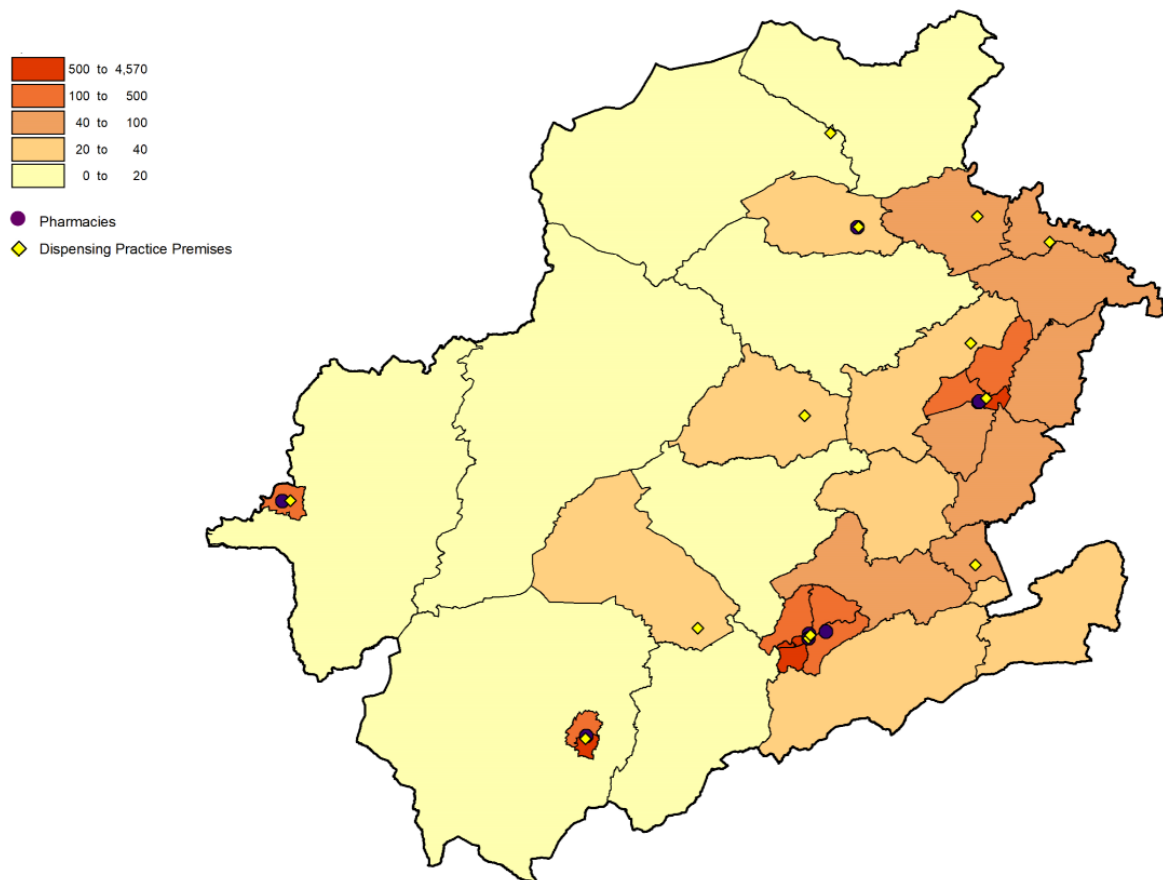 500 to 4,570
100 to 500
40 to 100
20 to 40
0 to 20
Pharmacies
Dispensing Practice Premises